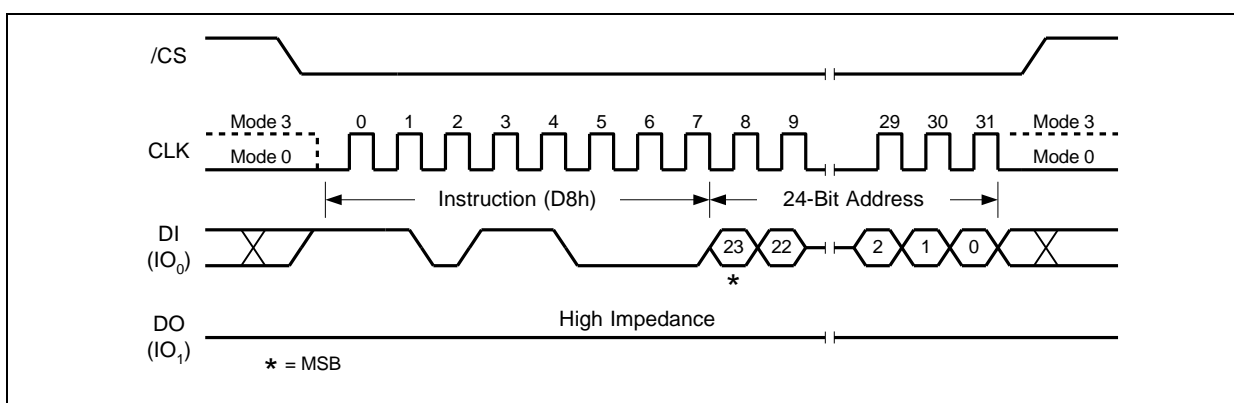 /CS
Mode 3 0 1 2 3 4 5 6 7 8 9 29 30 31 Mode 3
CLK
Mode 0 Mode 0
Instruction (D8h) 24-Bit Address
DI
(IO0) 23 22 2 1 0
*
High Impedance
DO
(IO1)
* = MSB